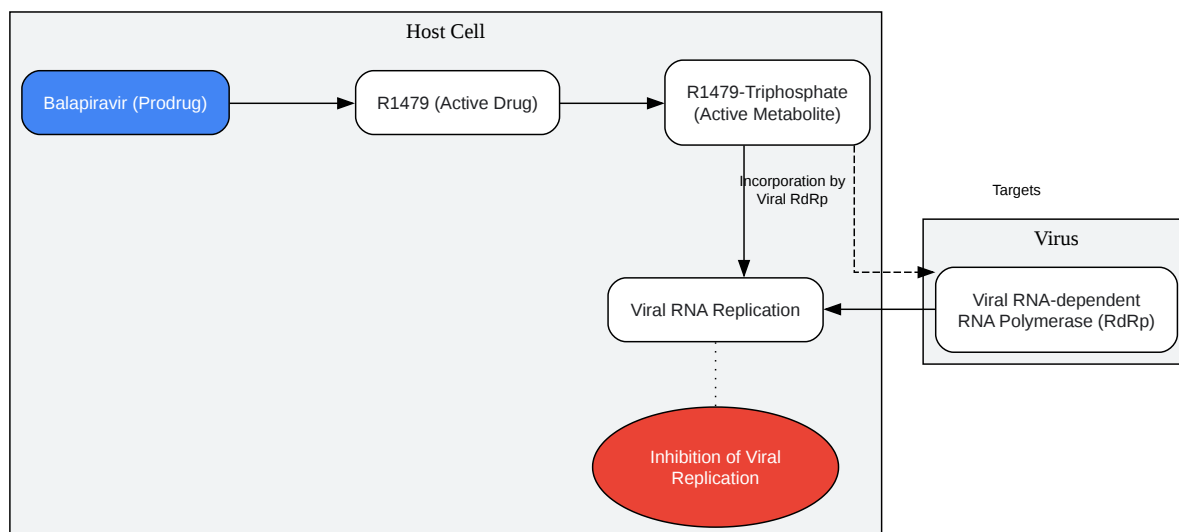 Host Cell
Balapiravir (Prodrug)
R1479 (Active Drug)
R1479-Triphosphate
(Active Metabolite)
Incorporation by
Viral RdRp
Targets
Virus
Viral RNA-dependent
RNA Polymerase (RdRp)
Viral RNA Replication
Inhibition of Viral
Replication